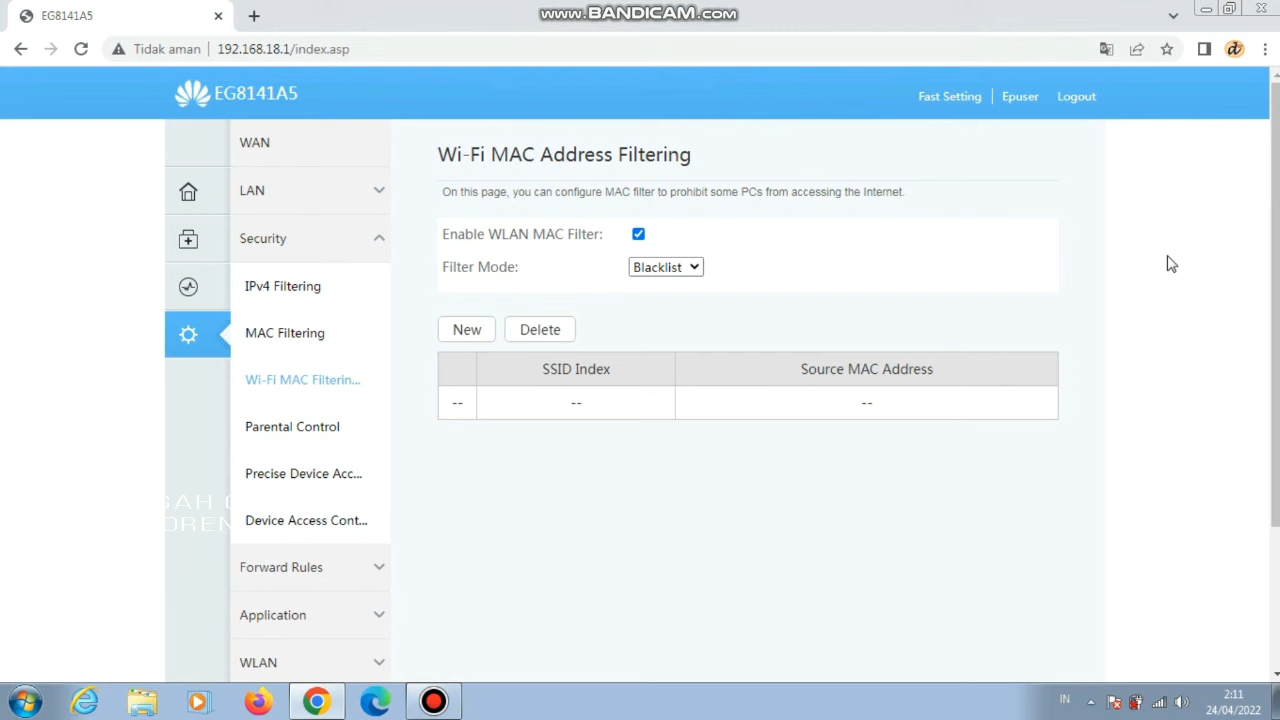 EG8141A5
www.BANDICAM.com
Tidak aman
192.168.18.1/index.asp
EG8141A5
Fast Setting
Epuser
Logout
WAN
LAN
Security
IPv4 Filtering
MAC Filtering
Wi-Fi MAC Filterin...
Parental Control
Precise Device Acc...
Device Access Cont...
Forward Rules
Application
WLAN
Wi-Fi MAC Address Filtering
On this page, you can configure MAC filter to prohibit some PCs from accessing the Internet.
Enable WLAN MAC Filter:
Filter Mode:
Blacklist
New
Delete
SSID Index
Source MAC Address
--
--
--
IN
2:11
24/04/2022